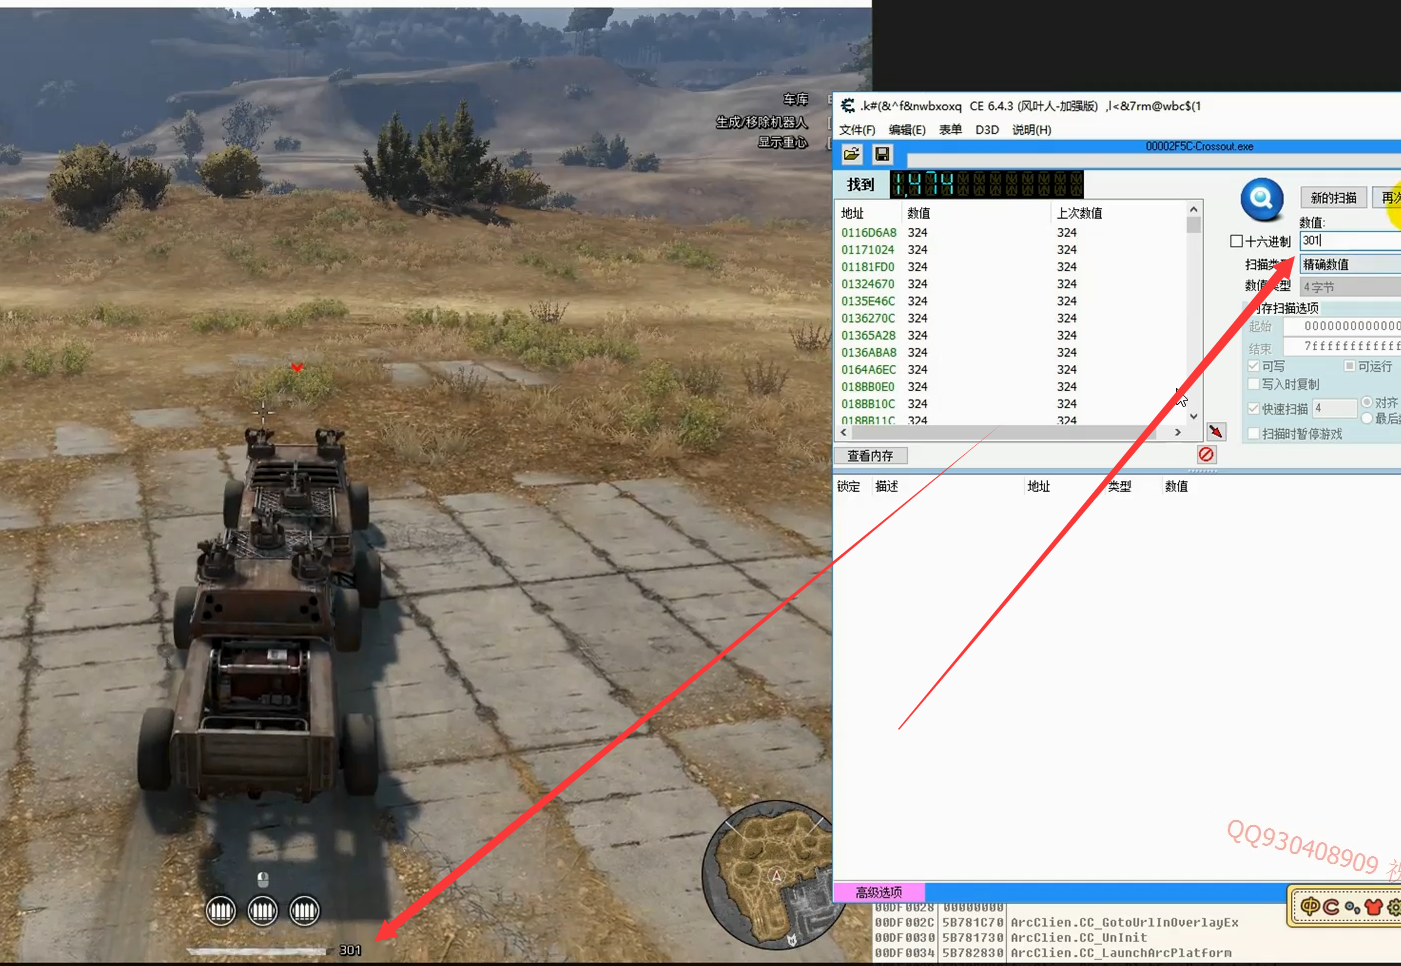 车库
生成/移除机器人
显示重心
301
.k#(&^f&nwbxoxq CE 6.4.3 (风叶人-加强版) ,l<&7rm@wbc$(1
文件(F) 编辑(E) 表单 D3D 说明(H)
00002F5C-Crossout.exe
找到 1,474
地址 数值 上次数值
0116D6A8 324 324
01171024 324 324
01181FD0 324 324
01324670 324 324
0135E46C 324 324
0136270C 324 324
01365A28 324 324
0136ABA8 324 324
0164A6EC 324 324
018BB0E0 324 324
018BB10C 324 324
018BB11C 324 324
新的扫描 再次
数值:
十六进制 301
扫描类型 精确数值
数值类型 4 字节
内存扫描选项
起始 0000000000000
结束 7ffffffffffff
可写 可运行
写入时复制
快速扫描 4 对齐
最后
扫描时暂停游戏
查看内存
锁定 描述 地址 类型 数值
QQ930408909 视
高级选项
中 C
00DF0028 00000000
00DF002C 5B781C70 ArcClien.CC_GotoUrlInOverlayEx
00DF0030 5B781730 ArcClien.CC_UnInit
00DF0034 5B782830 ArcClien.CC_LaunchArcPlatform